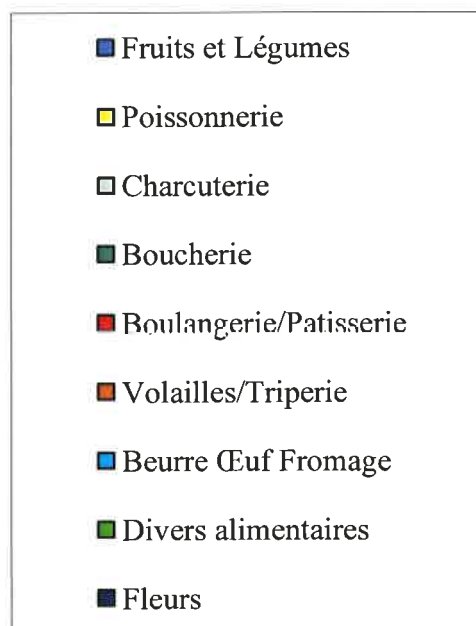 Fruits et Légumes
Poissonnerie
Charcuterie
Boucherie
Boulangerie/Patisserie
Volailles/Triperie
Beurre Œuf Fromage
Divers alimentaires
Fleurs